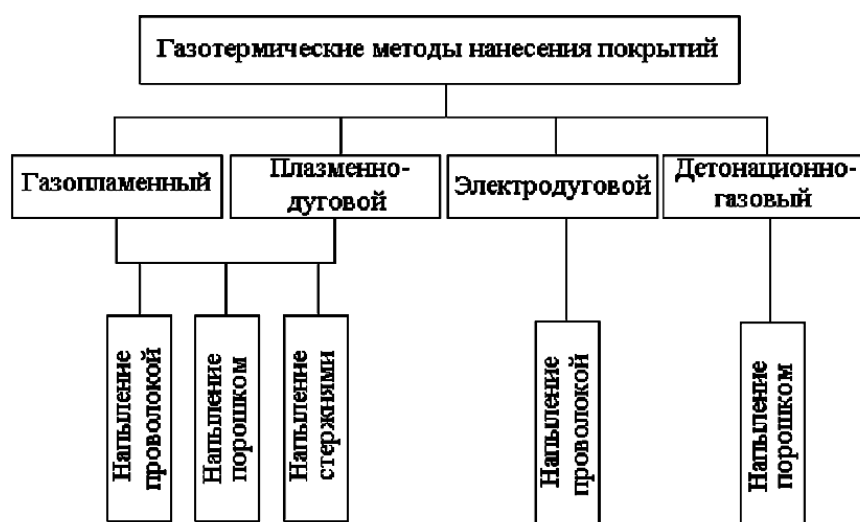 Газотермические методы нанесения покрытий
Газопламенный
Плазменно-
дуговой
Электродуговой
Детонационно-
газовый
Напыление
проволокой
Напыление
порошком
Напыление
стержнями
Напыление
проволокой
Напыление
порошком